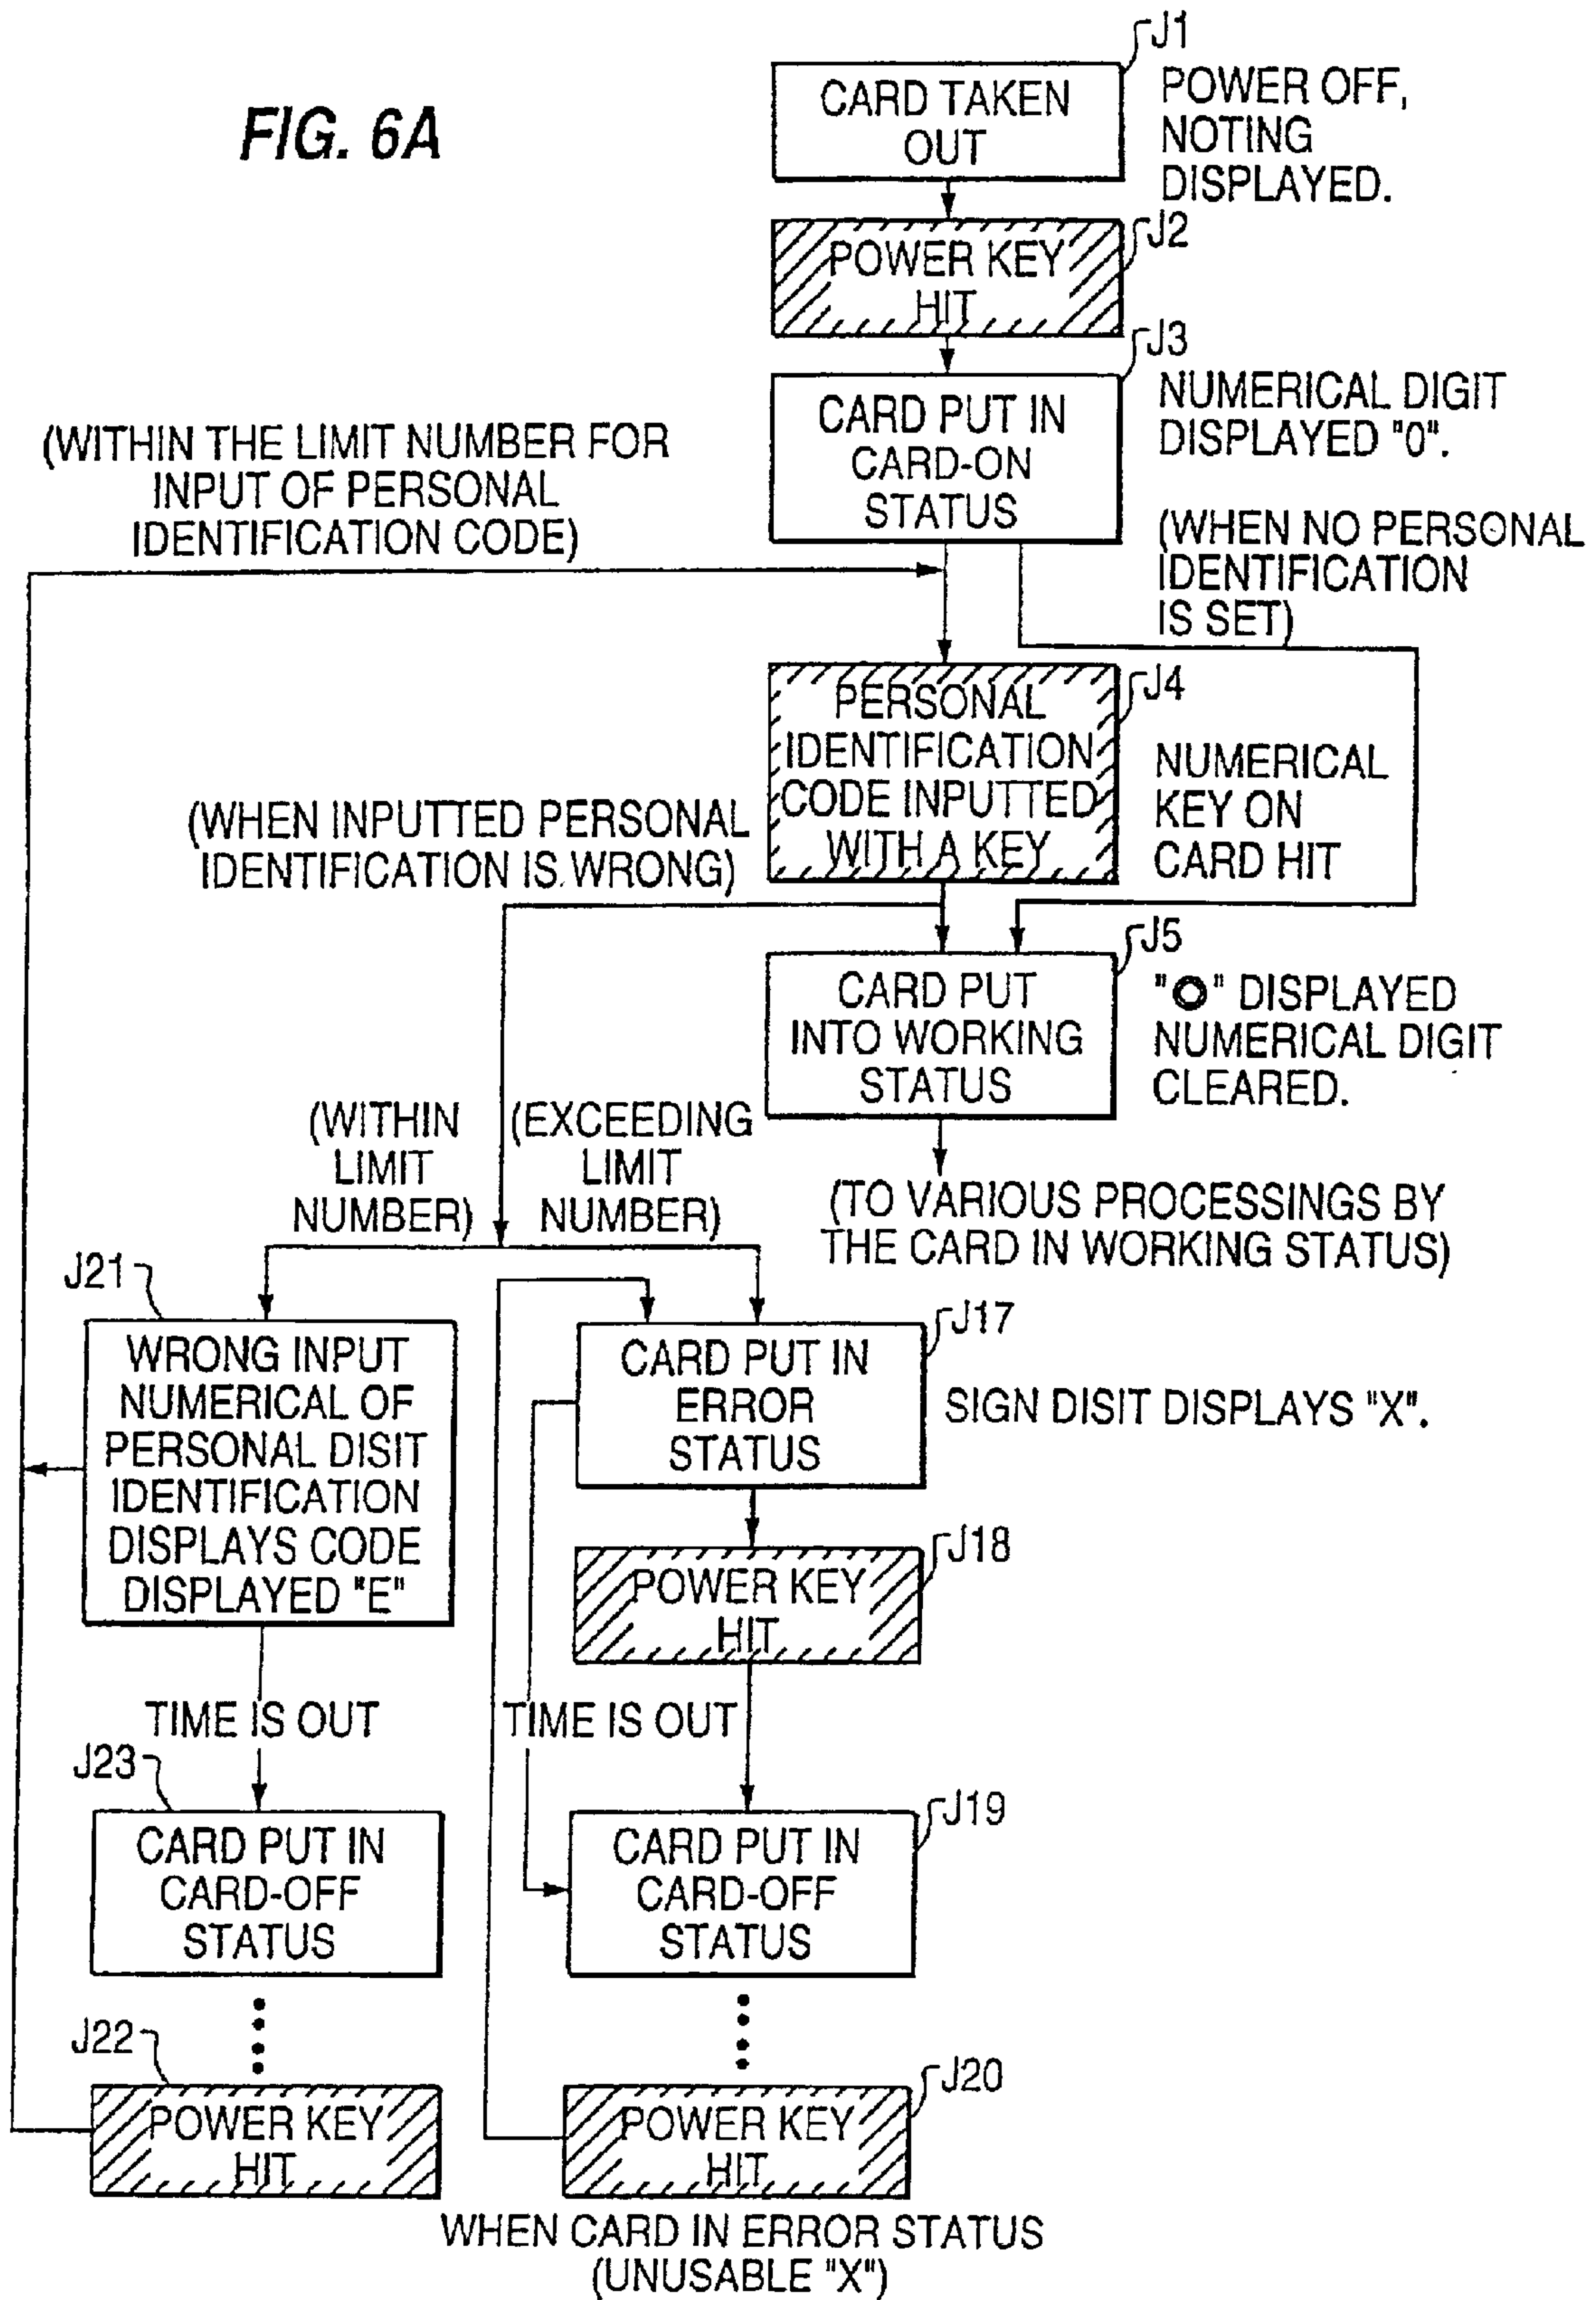 FIG. 6A
J1
CARD TAKEN
OUT
POWER OFF,
NOTING
DISPLAYED.
J2
POWER KEY
HIT
J3
CARD PUT IN
CARD-ON
STATUS
NUMERICAL DIGIT
DISPLAYED "0".
(WITHIN THE LIMIT NUMBER FOR
INPUT OF PERSONAL
IDENTIFICATION CODE)
(WHEN NO PERSONAL
IDENTIFICATION
IS SET)
J4
PERSONAL
IDENTIFICATION
CODE INPUTTED
WITH A KEY
NUMERICAL
KEY ON
CARD HIT
(WHEN INPUTTED PERSONAL
IDENTIFICATION IS WRONG)
J5
CARD PUT
INTO WORKING
STATUS
"◎" DISPLAYED
NUMERICAL DIGIT
CLEARED.
(WITHIN
LIMIT
NUMBER)
(EXCEEDING
LIMIT
NUMBER)
(TO VARIOUS PROCESSINGS BY
THE CARD IN WORKING STATUS)
J21
WRONG INPUT
NUMERICAL OF
PERSONAL DISIT
IDENTIFICATION
DISPLAYS CODE
DISPLAYED "E"
J17
CARD PUT IN
ERROR
STATUS
SIGN DISIT DISPLAYS "X".
J18
POWER KEY
HIT
TIME IS OUT
TIME IS OUT
J23
CARD PUT IN
CARD-OFF
STATUS
J19
CARD PUT IN
CARD-OFF
STATUS
J22
POWER KEY
HIT
J20
POWER KEY
HIT
WHEN CARD IN ERROR STATUS
(UNUSABLE "X")